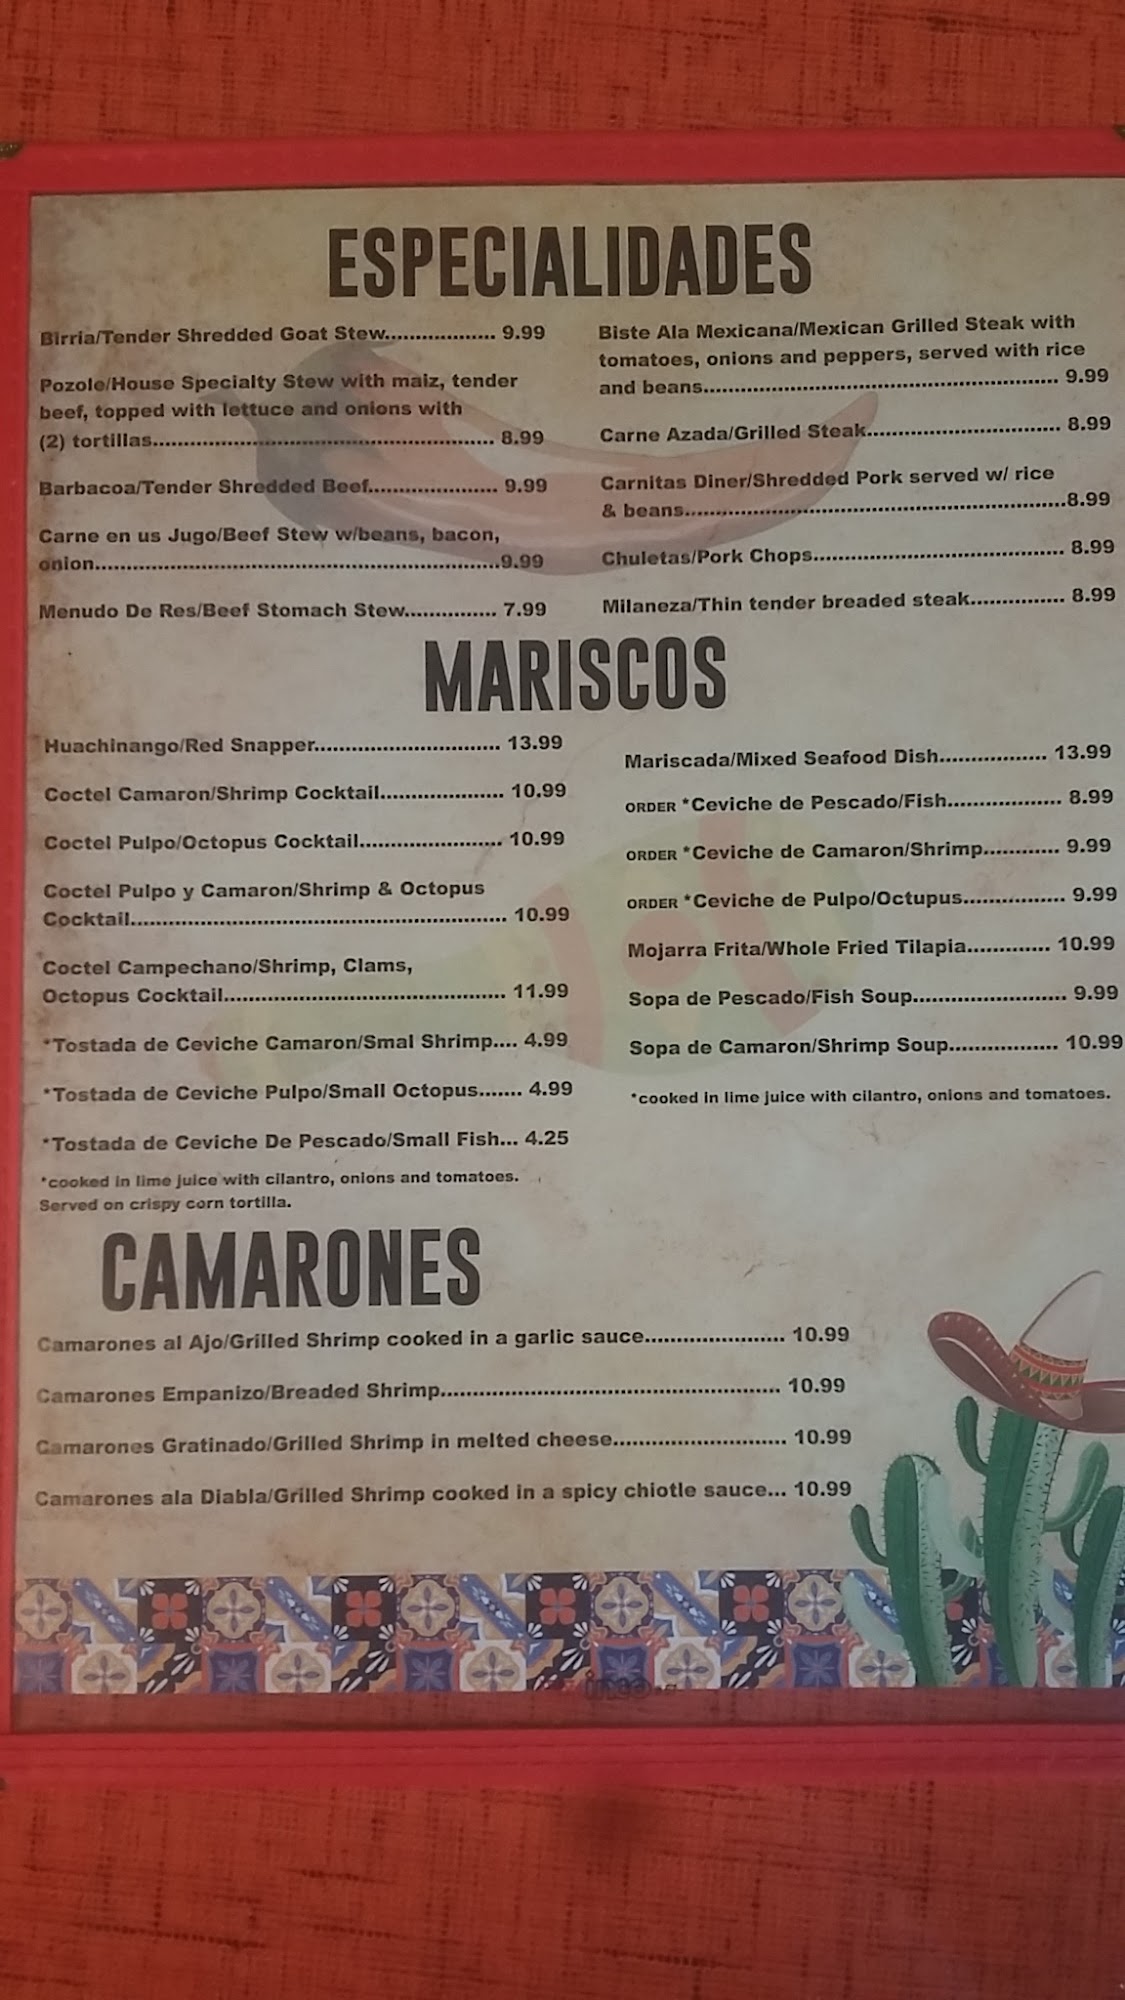 ESPECIALIDADES
Birria/Tender Shredded Goat Stew.................. 9.99
Pozole/House Specialty Stew with maiz, tender
beef, topped with lettuce and onions with
(2) tortillas...................................................... 8.99
Barbacoa/Tender Shredded Beef..................... 9.99
Carne en us Jugo/Beef Stew w/beans, bacon,
onion................................................................9.99
Menudo De Res/Beef Stomach Stew............... 7.99
Biste Ala Mexicana/Mexican Grilled Steak with
tomatoes, onions and peppers, served with rice
and beans........................................................ 9.99
Carne Azada/Grilled Steak............................... 8.99
Carnitas Diner/Shredded Pork served w/ rice
& beans............................................................8.99
Chuletas/Pork Chops........................................ 8.99
Milaneza/Thin tender breaded steak............... 8.99
MARISCOS
Huachinango/Red Snapper.............................. 13.99
Coctel Camaron/Shrimp Cocktail.................... 10.99
Coctel Pulpo/Octopus Cocktail....................... 10.99
Coctel Pulpo y Camaron/Shrimp & Octopus
Cocktail............................................................ 10.99
Coctel Campechano/Shrimp, Clams,
Octopus Cocktail............................................. 11.99
*Tostada de Ceviche Camaron/Smal Shrimp.... 4.99
*Tostada de Ceviche Pulpo/Small Octopus....... 4.99
*Tostada de Ceviche De Pescado/Small Fish... 4.25
*cooked in lime juice with cilantro, onions and tomatoes.
Served on crispy corn tortilla.
Mariscada/Mixed Seafood Dish................. 13.99
ORDER *Ceviche de Pescado/Fish.................. 8.99
ORDER *Ceviche de Camaron/Shrimp............ 9.99
ORDER *Ceviche de Pulpo/Octupus................ 9.99
Mojarra Frita/Whole Fried Tilapia............. 10.99
Sopa de Pescado/Fish Soup........................ 9.99
Sopa de Camaron/Shrimp Soup................. 10.99
*cooked in lime juice with cilantro, onions and tomatoes.
CAMARONES
Camarones al Ajo/Grilled Shrimp cooked in a garlic sauce...................... 10.99
Camarones Empanizo/Breaded Shrimp...................................................... 10.99
Camarones Gratinado/Grilled Shrimp in melted cheese............................ 10.99
Camarones ala Diabla/Grilled Shrimp cooked in a spicy chiotle sauce... 10.99